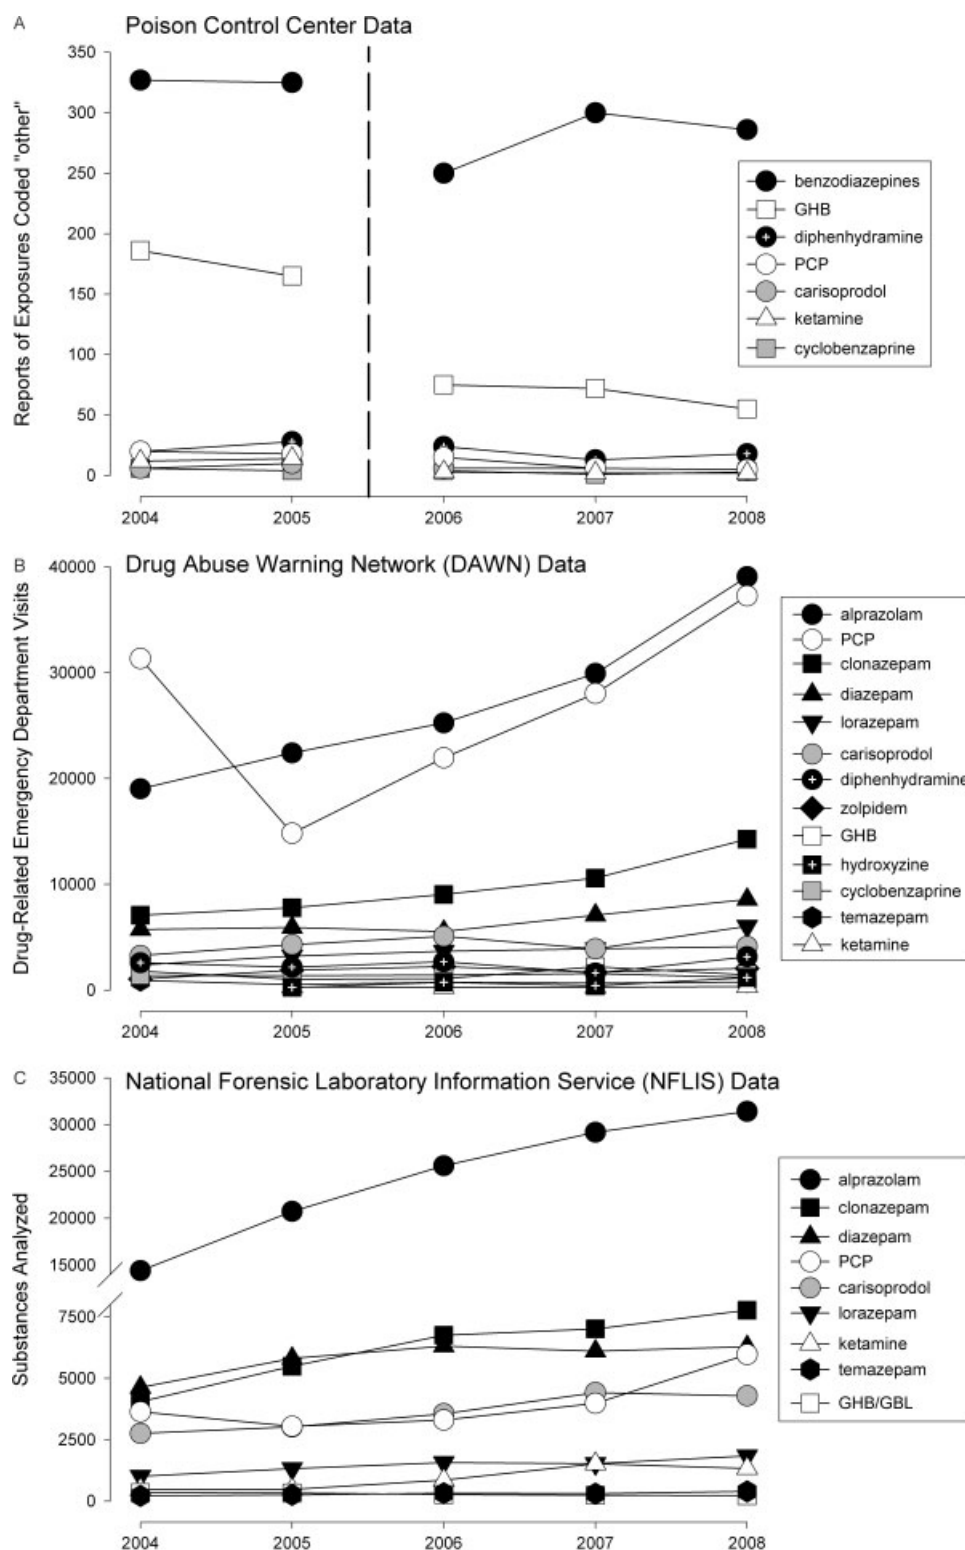 A
Poison Control Center Data
Reports of Exposures Coded "other"
350
300
250
200
150
100
50
0
2004
2005
2006
2007
2008
benzodiazepines
GHB
diphenhydramine
PCP
carisoprodol
ketamine
cyclobenzaprine
B
Drug Abuse Warning Network (DAWN) Data
Drug-Related Emergency Department Visits
40000
30000
20000
10000
0
2004
2005
2006
2007
2008
alprazolam
PCP
clonazepam
diazepam
lorazepam
carisoprodol
diphenhydramine
zolpidem
GHB
hydroxyzine
cyclobenzaprine
temazepam
ketamine
C
National Forensic Laboratory Information Service (NFLIS) Data
Substances Analyzed
35000
30000
25000
20000
15000
7500
5000
2500
0
2004
2005
2006
2007
2008
alprazolam
clonazepam
diazepam
PCP
carisoprodol
lorazepam
ketamine
temazepam
GHB/GBL